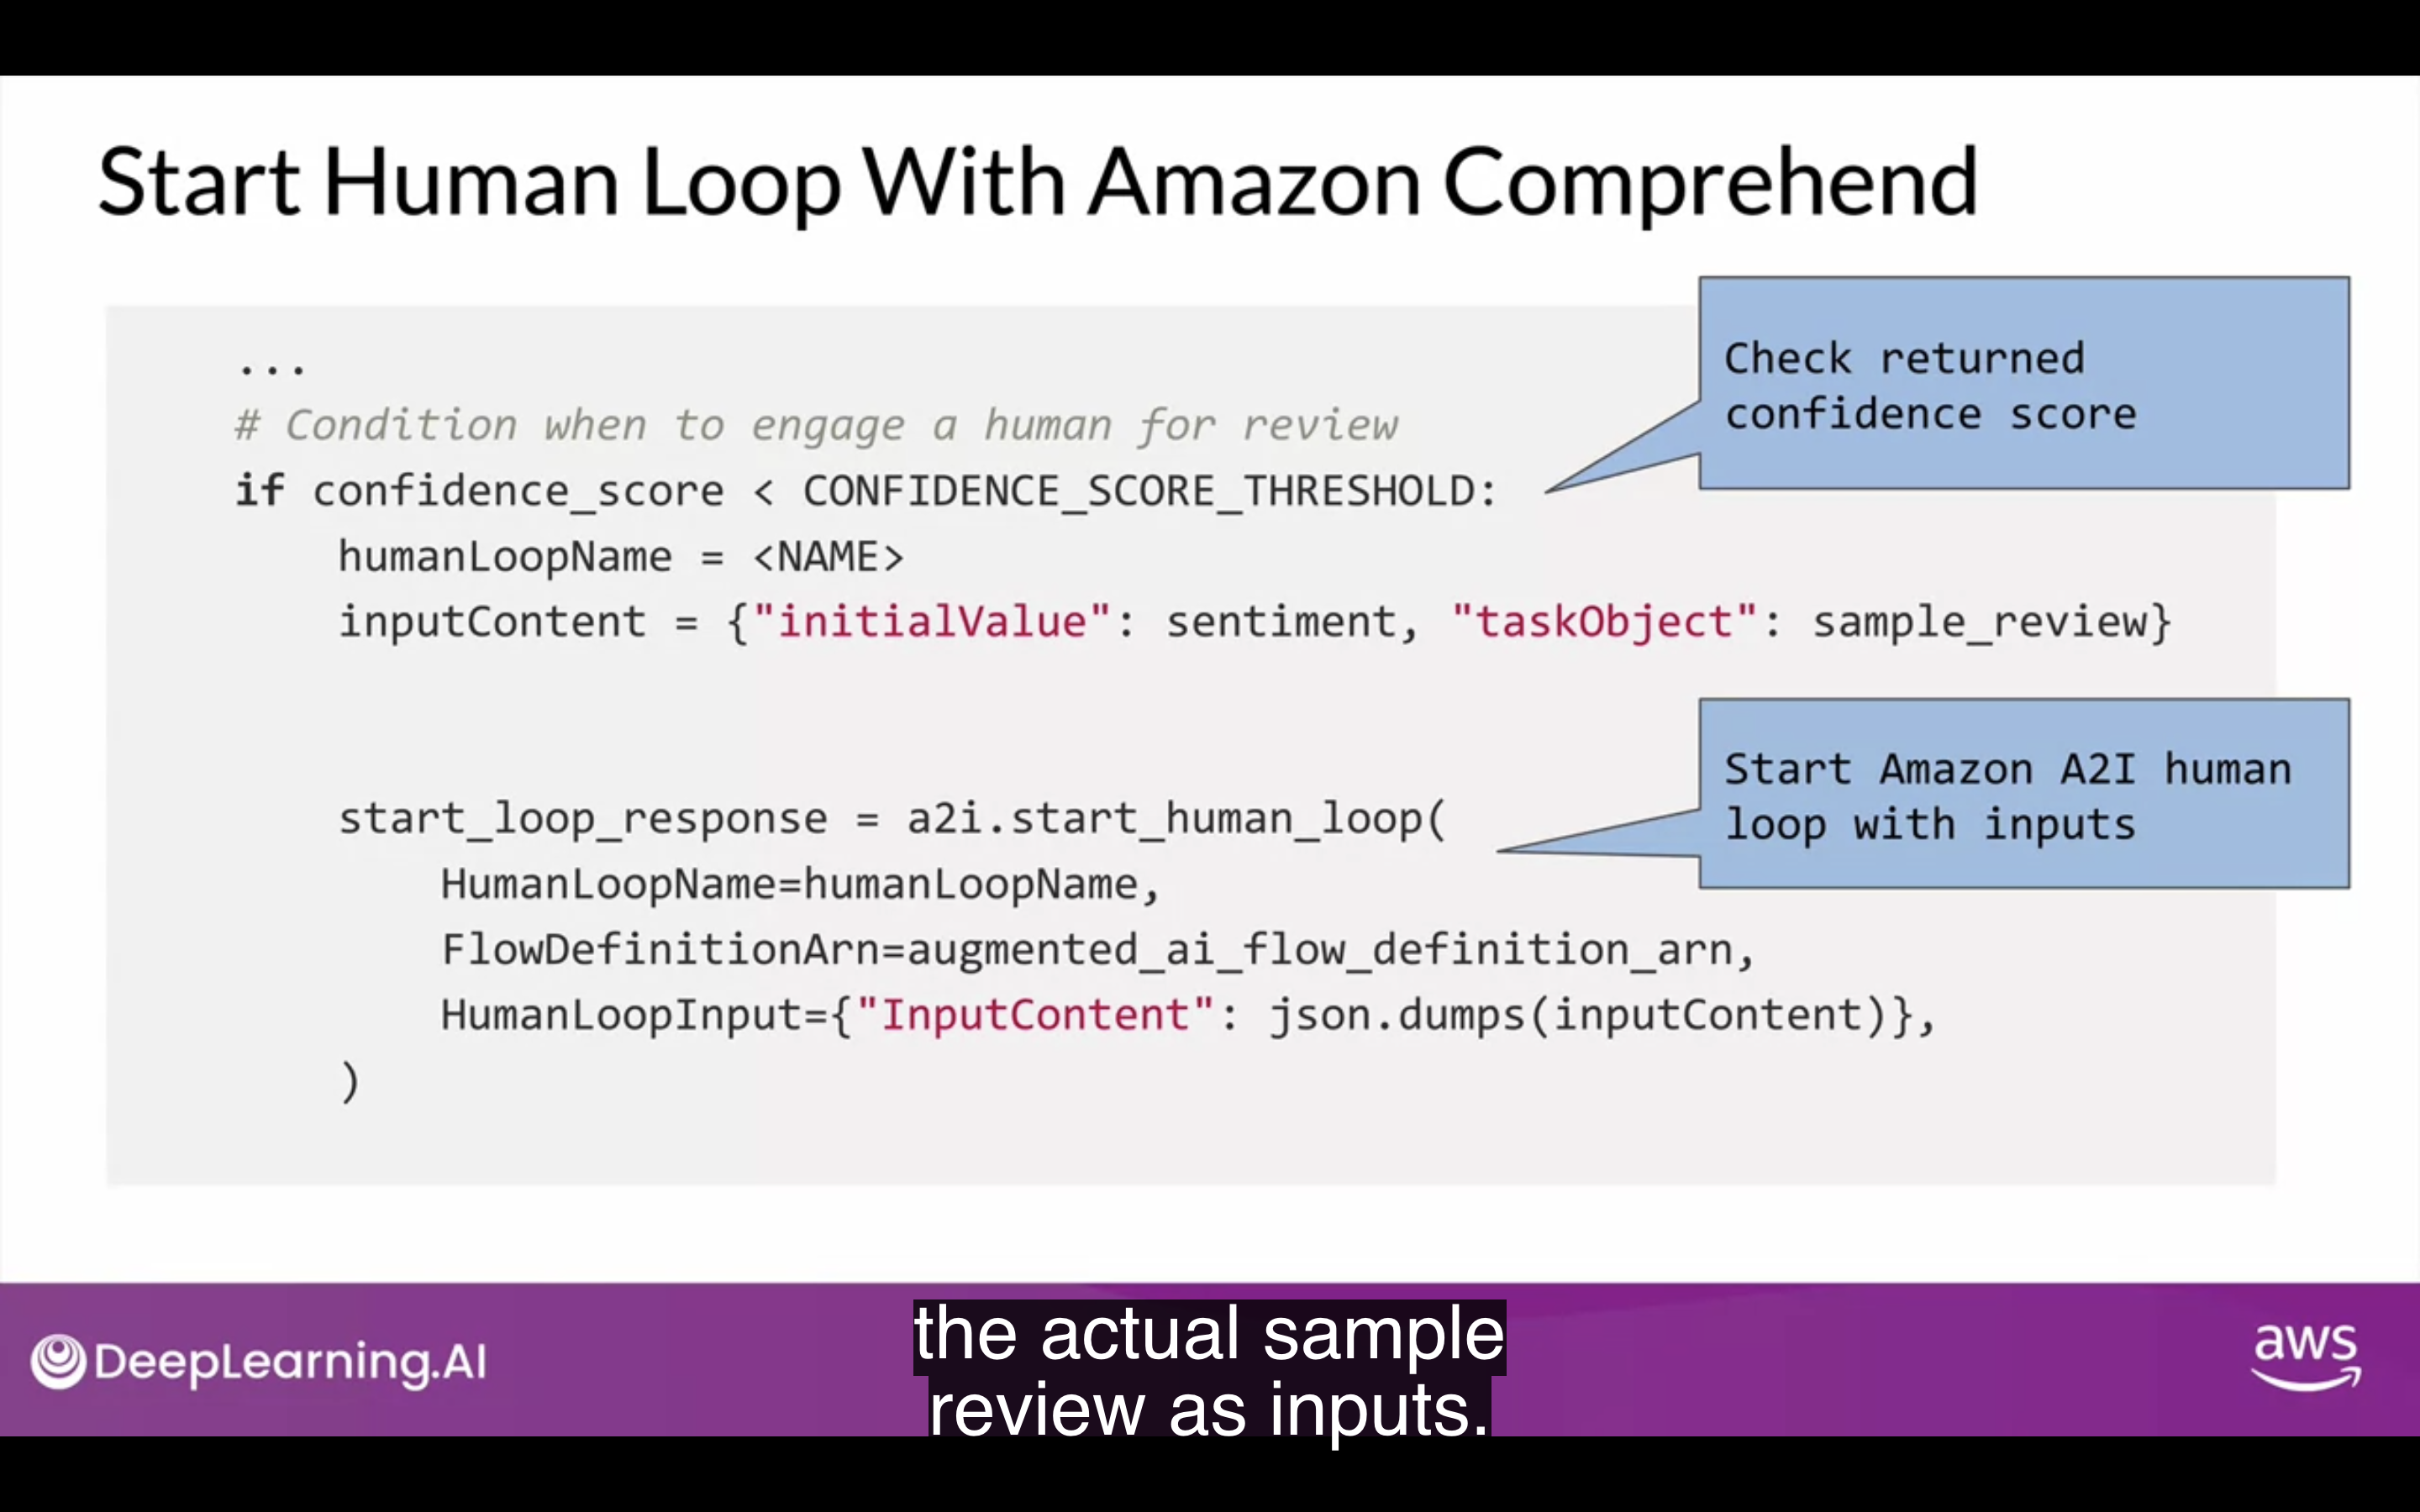 Start Human Loop With Amazon Comprehend
Check returned
confidence score
...
# Condition when to engage a human for review
if confidence_score < CONFIDENCE_SCORE_THRESHOLD:
humanLoopName = <NAME>
inputContent = {"initialValue": sentiment, "taskObject": sample_review}
Start Amazon A2I human
loop with inputs
start_loop_response = a2i.start_human_loop(
HumanLoopName=humanLoopName,
FlowDefinitionArn=augmented_ai_flow_definition_arn,
HumanLoopInput={"InputContent": json.dumps(inputContent)},
)
DeepLearning.AI
the actual sample
review as inputs.
aws